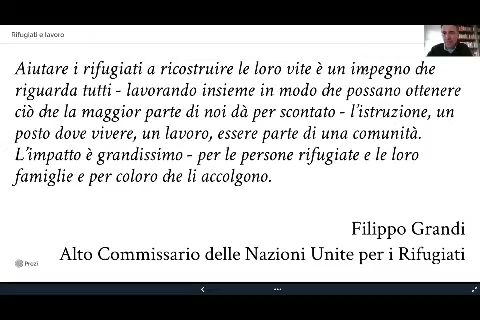 Rifugiati e lavoro
Aiutare i rifugiati a ricostruire le loro vite è un impegno che
riguarda tutti - lavorando insieme in modo che possano ottenere
ciò che la maggior parte di noi dà per scontato - l'istruzione, un
posto dove vivere, un lavoro, essere parte di una comunità.
L'impatto è grandissimo - per le persone rifugiate e le loro
famiglie e per coloro che li accolgono.
Filippo Grandi
Alto Commissario delle Nazioni Unite per i Rifugiati
Prezi